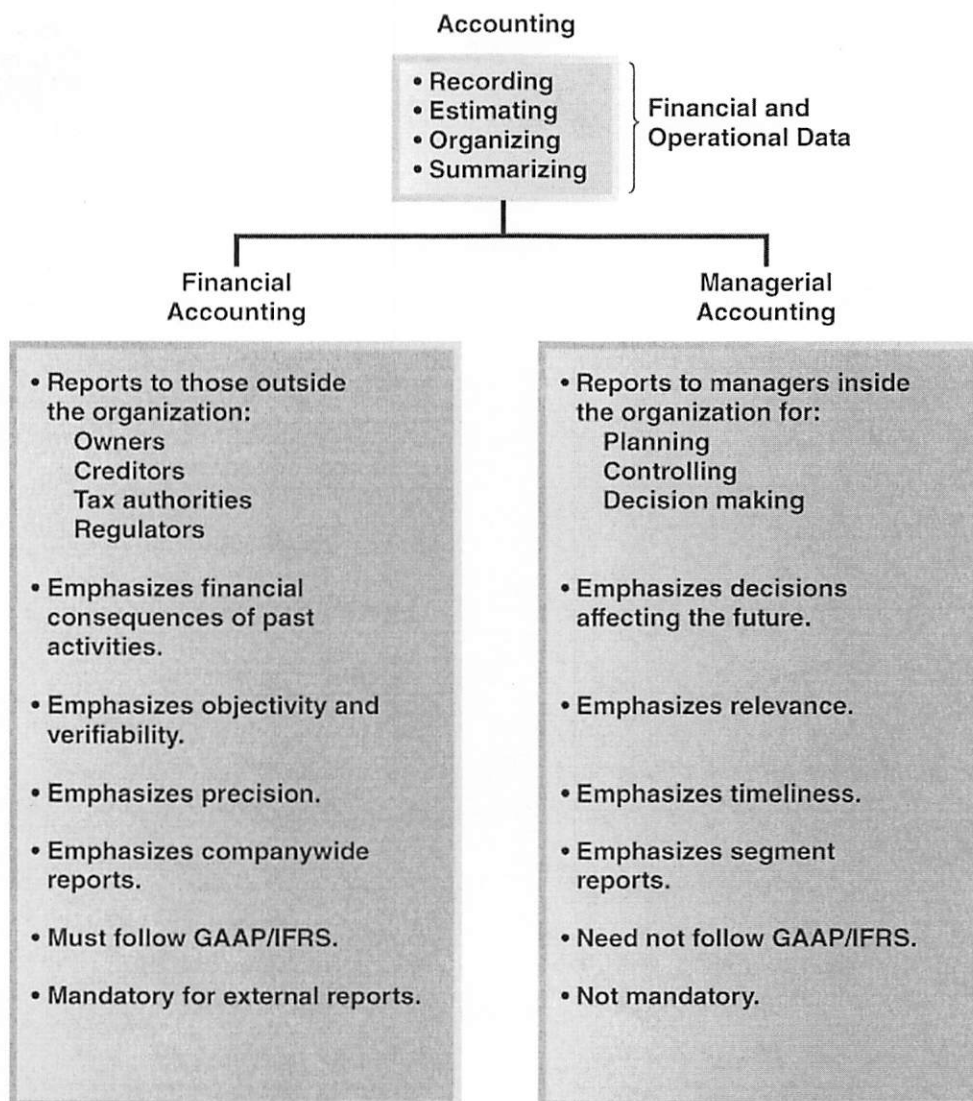 Accounting
• Recording
• Estimating
• Organizing
• Summarizing
Financial and
Operational Data
Financial
Accounting
Managerial
Accounting
• Reports to those outside
the organization:
Owners
Creditors
Tax authorities
Regulators
• Emphasizes financial
consequences of past
activities.
• Emphasizes objectivity and
verifiability.
• Emphasizes precision.
• Emphasizes companywide
reports.
• Must follow GAAP/IFRS.
• Mandatory for external reports.
• Reports to managers inside
the organization for:
Planning
Controlling
Decision making
• Emphasizes decisions
affecting the future.
• Emphasizes relevance.
• Emphasizes timeliness.
• Emphasizes segment
reports.
• Need not follow GAAP/IFRS.
• Not mandatory.